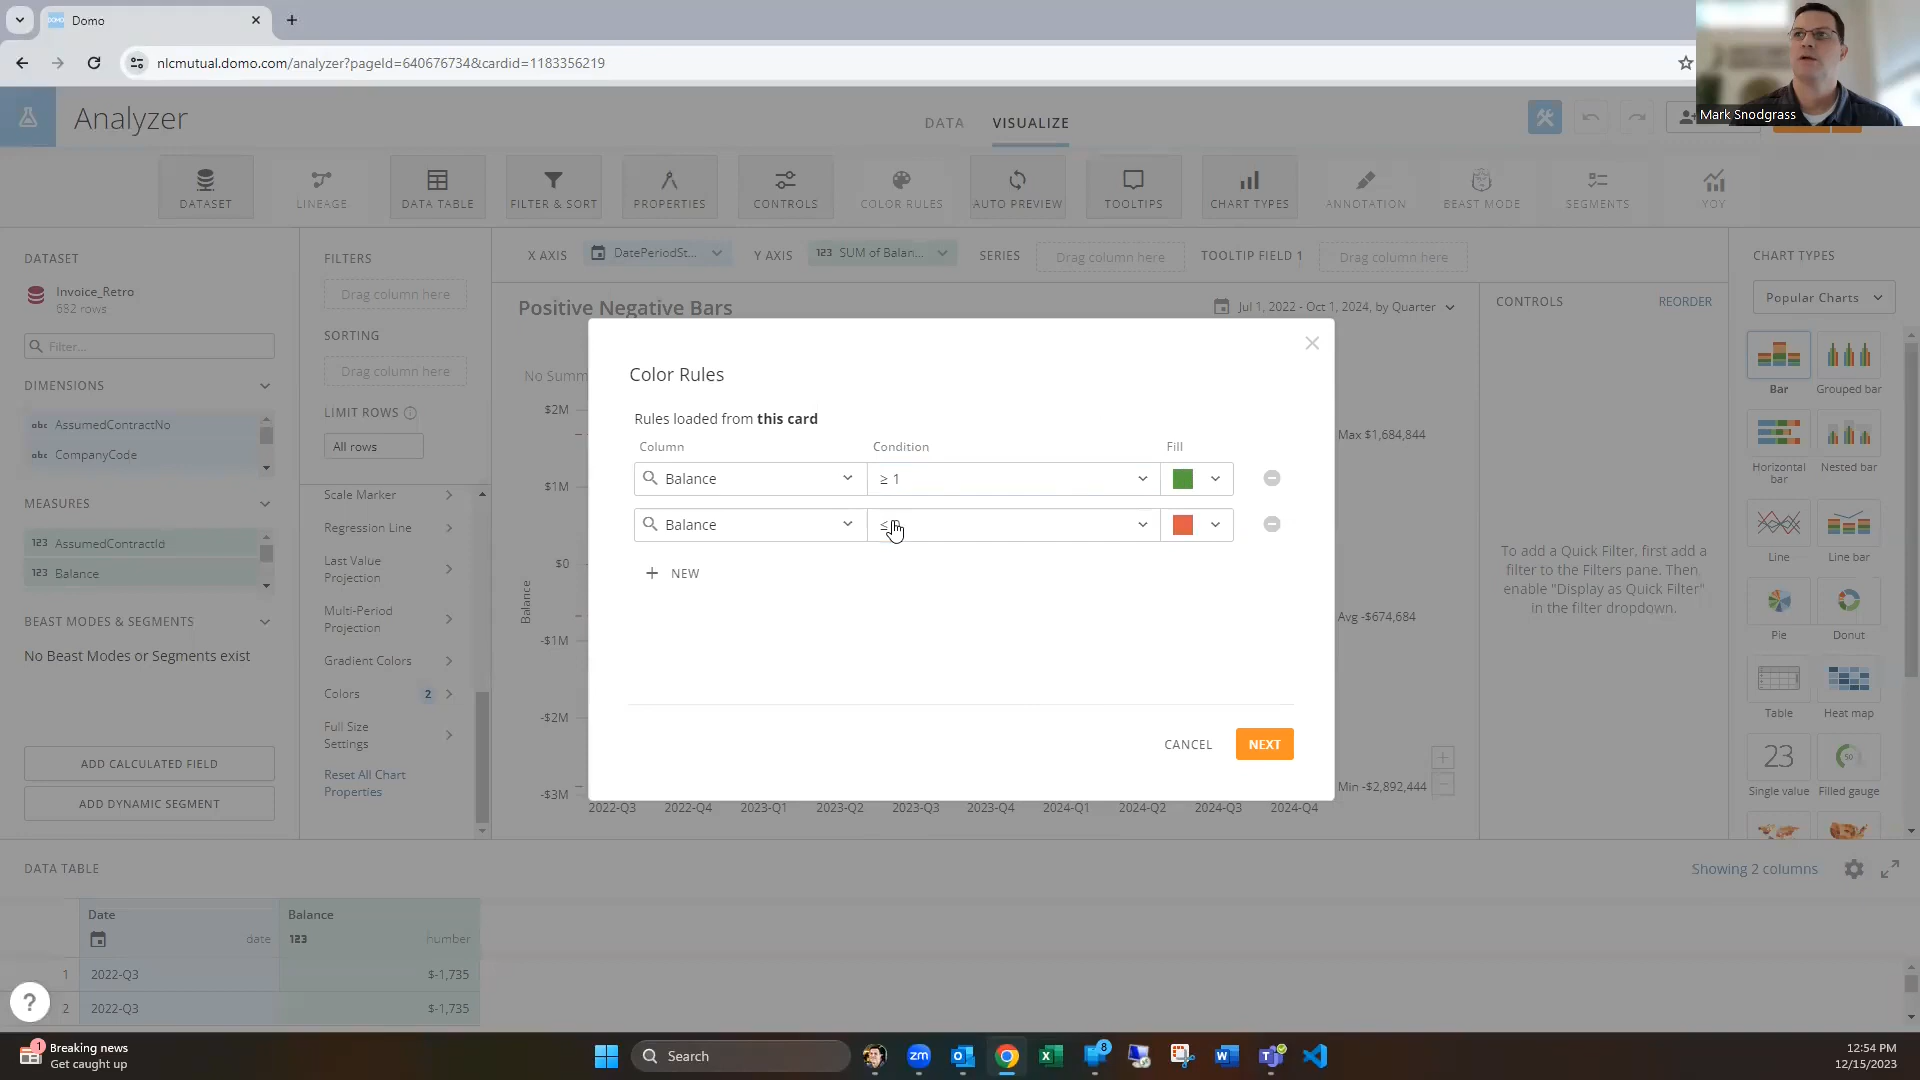 Domo
nlcmutual.domo.com/analyzer?pageId=640676734&cardid=1183356219
Mark Snodgrass
Analyzer
DATA
VISUALIZE
DATASET
LINEAGE
DATA TABLE
FILTER & SORT
PROPERTIES
CONTROLS
COLOR RULES
AUTO PREVIEW
TOOLTIPS
CHART TYPES
ANNOTATION
BEAST MODE
SEGMENTS
YOY
DATASET
Invoice_Retro
682 rows
Filter...
DIMENSIONS
abc AssumedContractNo
abc CompanyCode
MEASURES
123 AssumedContractId
123 Balance
BEAST MODES & SEGMENTS
No Beast Modes or Segments exist
ADD CALCULATED FIELD
ADD DYNAMIC SEGMENT
FILTERS
Drag column here
SORTING
Drag column here
LIMIT ROWS
All rows
Scale Marker
Regression Line
Last Value
Projection
Multi-Period
Projection
Gradient Colors
Colors 2
Full Size
Settings
Reset All Chart
Properties
X AXIS
DatePeriodSt...
Y AXIS
123 SUM of Balan...
SERIES
Drag column here
TOOLTIP FIELD 1
Drag column here
Positive Negative Bars
Jul 1, 2022 - Oct 1, 2024, by Quarter
No Summ
$2M
$1M
$0
-$1M
-$2M
-$3M
Balance
Max $1,684,844
Avg -$674,684
Min -$2,892,444
2022-Q3
2022-Q4
2023-Q1
2023-Q2
2023-Q3
2023-Q4
2024-Q1
2024-Q2
2024-Q3
2024-Q4
Color Rules
Rules loaded from this card
Column
Condition
Fill
Balance
≥ 1
Balance
≤
+ NEW
CANCEL
NEXT
CONTROLS
REORDER
To add a Quick Filter, first add a
filter to the Filters pane. Then
enable "Display as Quick Filter"
in the filter dropdown.
CHART TYPES
Popular Charts
Bar
Grouped bar
Horizontal
bar
Nested bar
Line
Line bar
Pie
Donut
Table
Heat map
23
Single value
50
Filled gauge
DATA TABLE
Showing 2 columns
Date
date
Balance
123
number
1
2022-Q3
$-1,735
2
2022-Q3
$-1,735
?
1
Breaking news
Get caught up
Search
zm
8
12:54 PM
12/15/2023